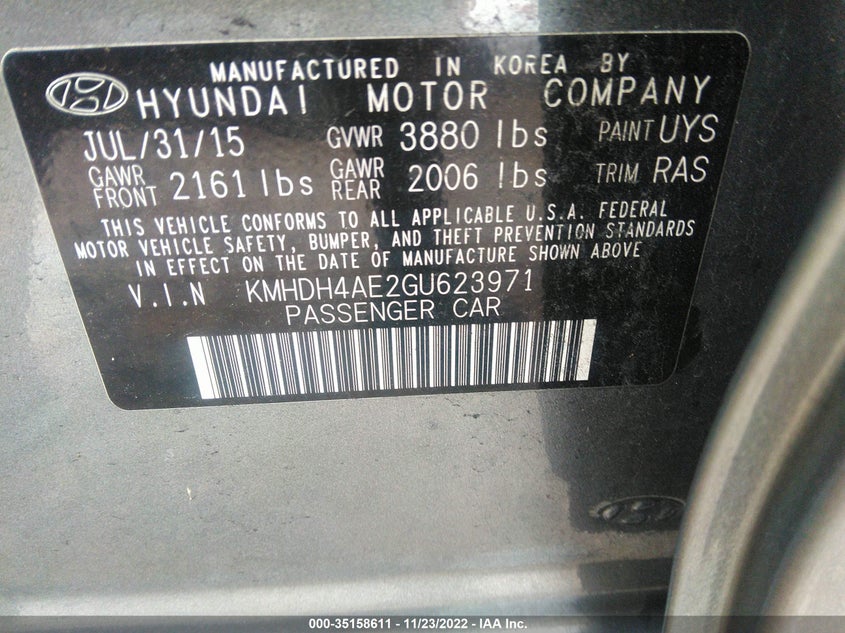 MANUFACTURED IN KOREA BY
HYUNDAI MOTOR COMPANY
JUL/31/15 GVWR 3880 lbs PAINT UYS
GAWR FRONT 2161 lbs GAWR REAR 2006 lbs TRIM RAS
THIS VEHICLE CONFORMS TO ALL APPLICABLE U.S.A. FEDERAL
MOTOR VEHICLE SAFETY, BUMPER, AND THEFT PREVENTION STANDARDS
IN EFFECT ON THE DATE OF MANUFACTURE SHOWN ABOVE
V.I.N KMHDH4AE2GU623971
PASSENGER CAR
000-35158611 - 11/23/2022 - IAA Inc.